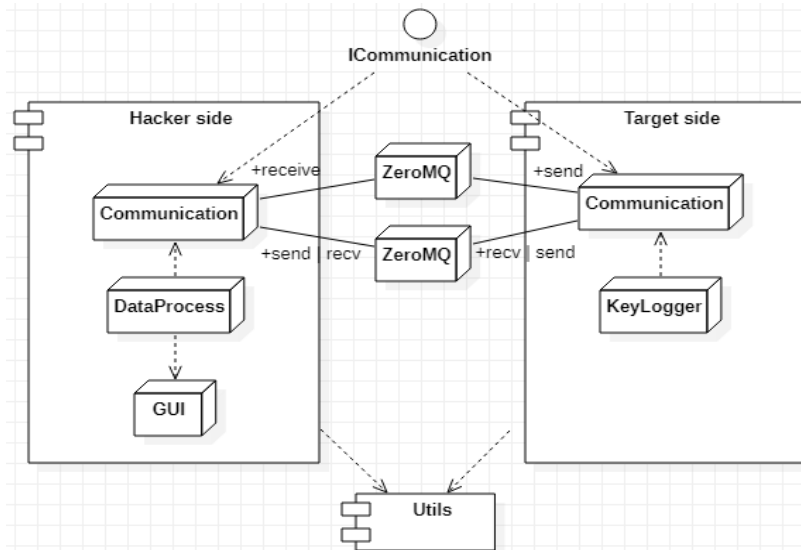 ICommunication
Hacker side
Target side
+receive
ZeroMQ
+send
Communication
Communication
+send | recv
ZeroMQ
+recv | send
DataProcess
KeyLogger
GUI
Utils